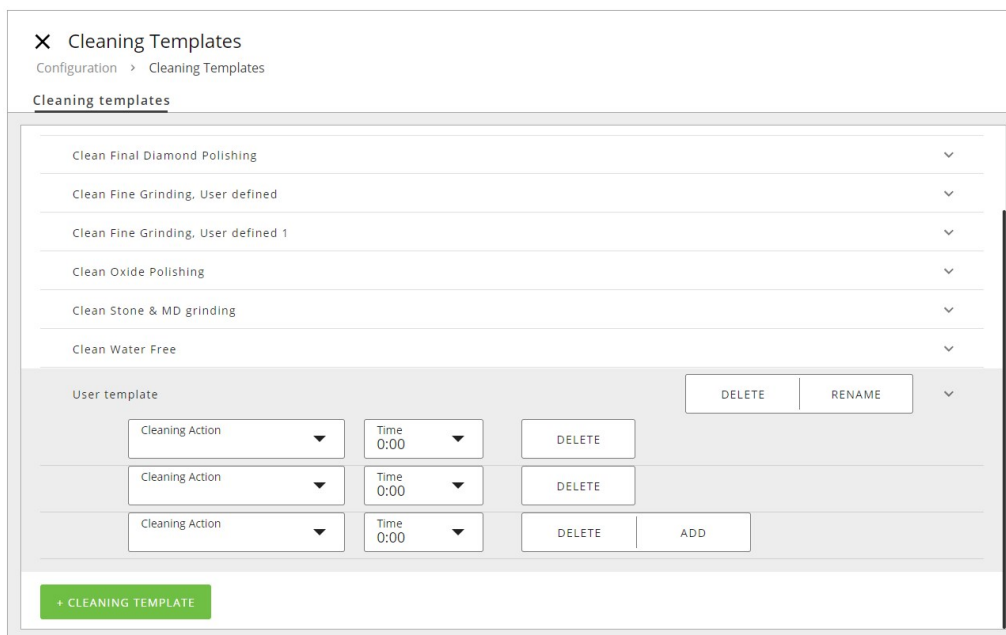 Cleaning Templates
Configuration > Cleaning Templates
Cleaning templates
Clean Final Diamond Polishing
Clean Fine Grinding, User defined
Clean Fine Grinding, User defined 1
Clean Oxide Polishing
Clean Stone & MD grinding
Clean Water Free
User template DELETE RENAME
Cleaning Action Time DELETE
0:00
Cleaning Action Time DELETE
0:00
Cleaning Action Time DELETE ADD
0:00
+ CLEANING TEMPLATE